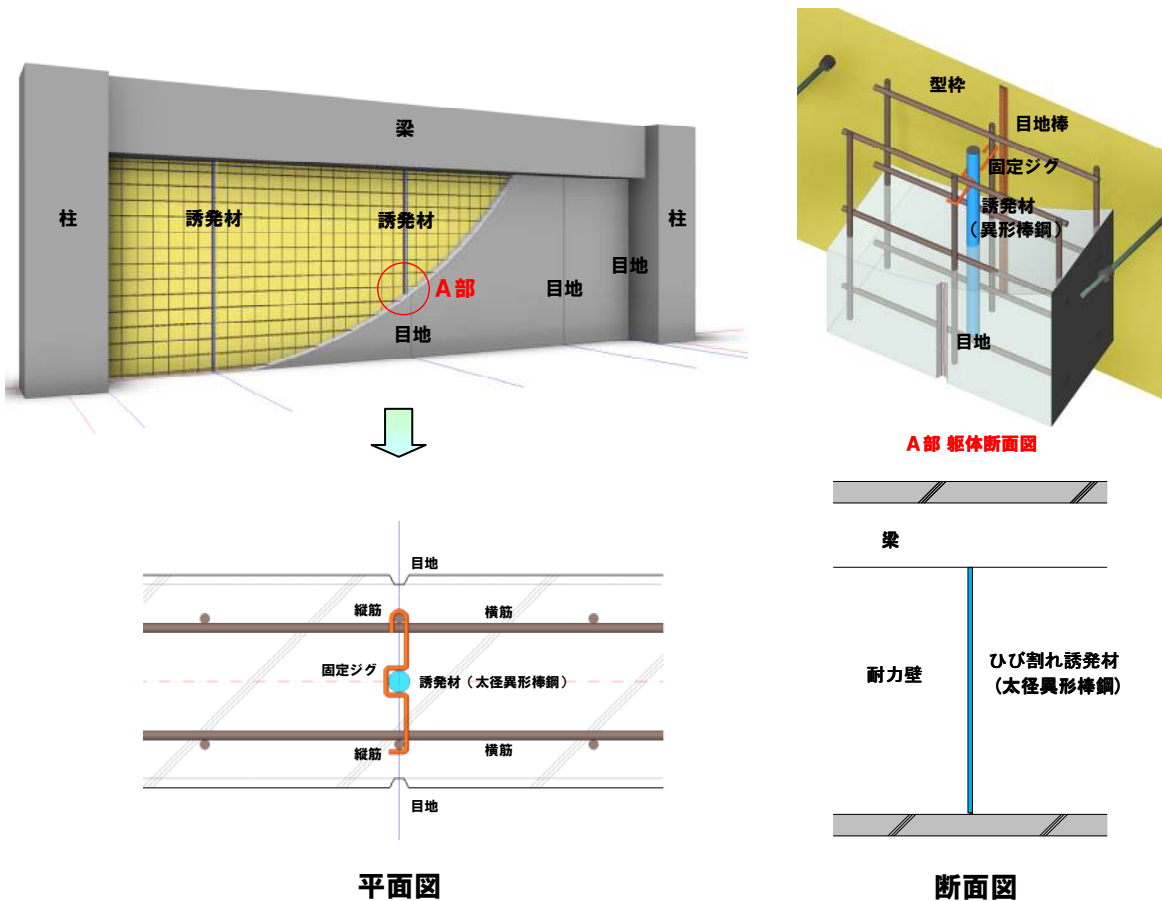 梁
柱
誘発材
誘発材
柱
目地
目地
A部
目地
型枠
目地棒
固定ジグ
誘発材
（異形棒鋼）
目地
A部 躯体断面図
目地
縦筋
横筋
固定ジグ
誘発材（太径異形棒鋼）
縦筋
横筋
目地
平面図
梁
耐力壁
ひび割れ誘発材
(太径異形棒鋼)
断面図